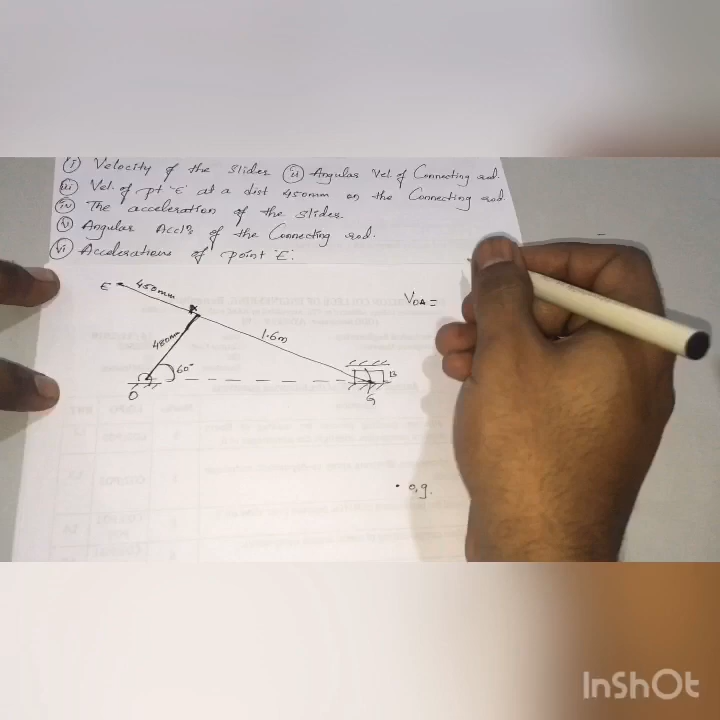 (i) Velocity of the Slider (ii) Angular Vel. of Connecting rod.
(iii) Vel. of pt 'E' at a dist 450mm on the Connecting rod
(iv) The acceleration of the slider.
(v) Angular Accln of the Connecting rod.
(vi) Accelerations of point E.
E 450mm
A
480mm
1.6m
60°
O
B
G
VOA =
• o,g.
InShOt